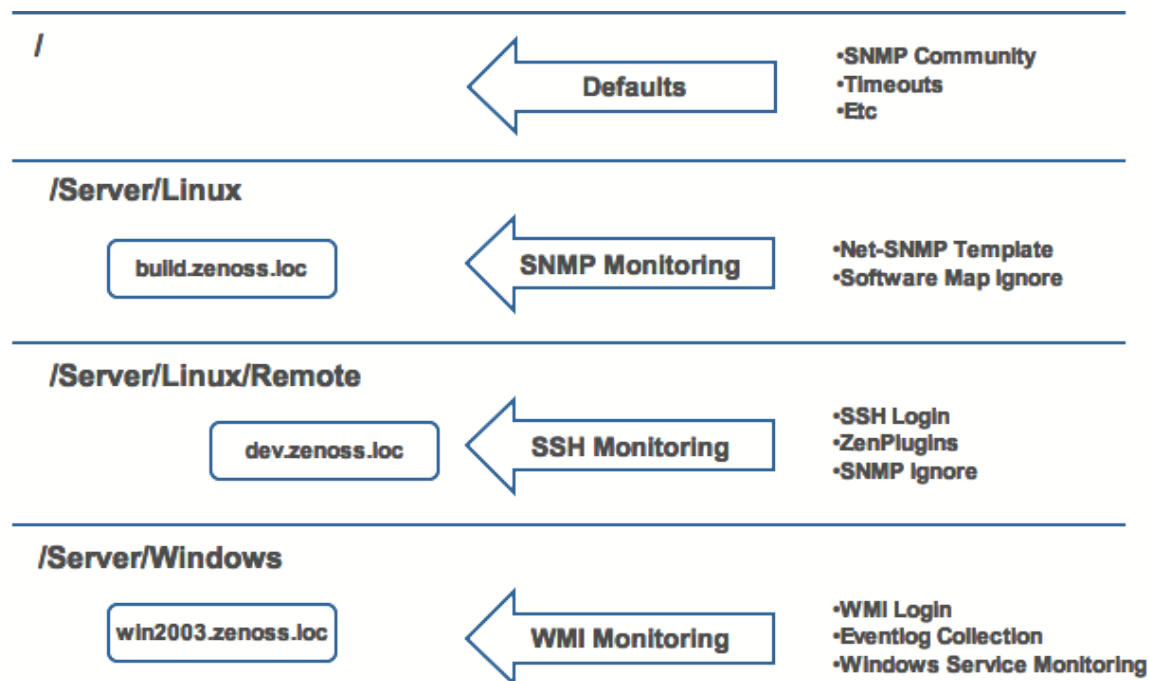 /
Defaults
•SNMP Community
•Timeouts
•Etc
/Server/Linux
build.zenoss.loc
SNMP Monitoring
•Net-SNMP Template
•Software Map Ignore
/Server/Linux/Remote
dev.zenoss.loc
SSH Monitoring
•SSH Login
•ZenPlugins
•SNMP Ignore
/Server/Windows
win2003.zenoss.loc
WMI Monitoring
•WMI Login
•Eventlog Collection
•Windows Service Monitoring